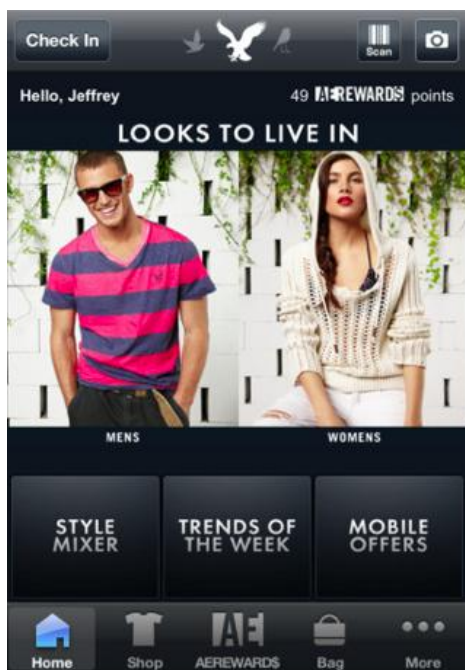 Check In
Scan
Hello, Jeffrey
49 AEREWARD$ points
LOOKS TO LIVE IN
MENS
WOMENS
STYLE
MIXER
TRENDS OF
THE WEEK
MOBILE
OFFERS
AE
Home
Shop
AEREWARD$
Bag
More